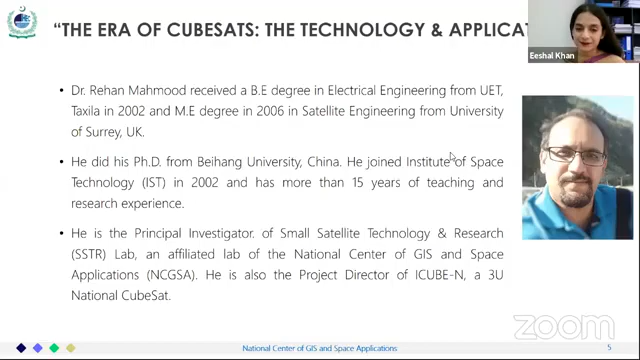 “THE ERA OF CUBESATS: THE TECHNOLOGY & APPLICAT
Eeshal Khan
Dr. Rehan Mahmood received a B.E degree in Electrical Engineering from UET,
Taxila in 2002 and M.E degree in 2006 in Satellite Engineering from University
of Surrey, UK.
He did his Ph.D. from Beihang University, China. He joined Institute of Space
Technology (IST) in 2002 and has more than 15 years of teaching and
research experience.
He is the Principal Investigator of Small Satellite Technology & Research
(SSTR) Lab, an affiliated lab of the National Center of GIS and Space
Applications (NCGSA). He is also the Project Director of ICUBE-N, a 3U
National CubeSat.
zoom
National Center of GIS and Space Applications
5